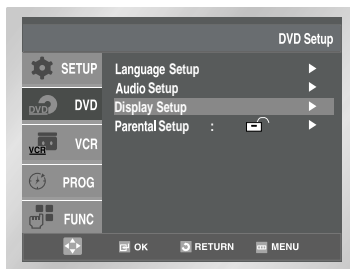 DVD Setup
SETUP
DVD DVD
VCR VCR
PROG
FUNC
Language Setup
Audio Setup
Display Setup
Parental Setup :
OK RETURN MENU